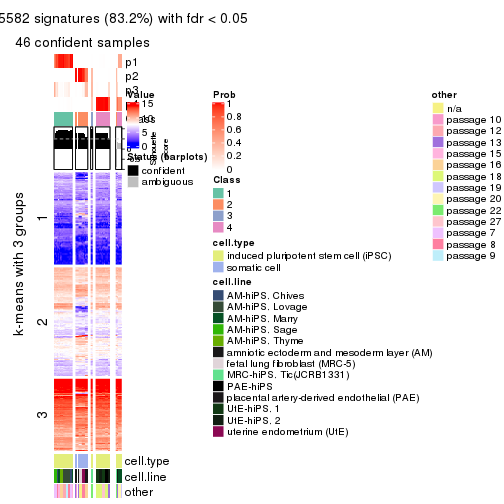 5582 signatures (83.2%) with fdr < 0.05
46 confident samples
p1
p2
p3
Value
15
10
5
0
Silhouette
score
Status (barplots)
confident
ambiguous
k-means with 3 groups
1
2
3
cell.type
cell.line
other
Prob
1
0.8
0.6
0.4
0.2
0
Class
1
2
3
4
cell.type
induced pluripotent stem cell (iPSC)
somatic cell
cell.line
AM-hiPS. Chives
AM-hiPS. Lovage
AM-hiPS. Marry
AM-hiPS. Sage
AM-hiPS. Thyme
amniotic ectoderm and mesoderm layer (AM)
fetal lung fibroblast (MRC-5)
MRC-hiPS. Tic(JCRB1331)
PAE-hiPS
placental artery-derived endothelial (PAE)
UtE-hiPS. 1
UtE-hiPS. 2
uterine endometrium (UtE)
other
n/a
passage 10
passage 12
passage 13
passage 15
passage 16
passage 18
passage 19
passage 20
passage 22
passage 27
passage 7
passage 8
passage 9